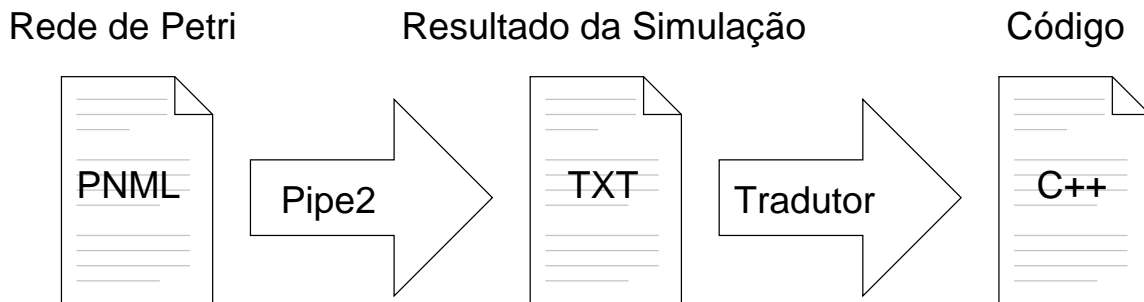 Rede de Petri
Resultado da Simulação
Código
PNML
Pipe2
TXT
Tradutor
C++